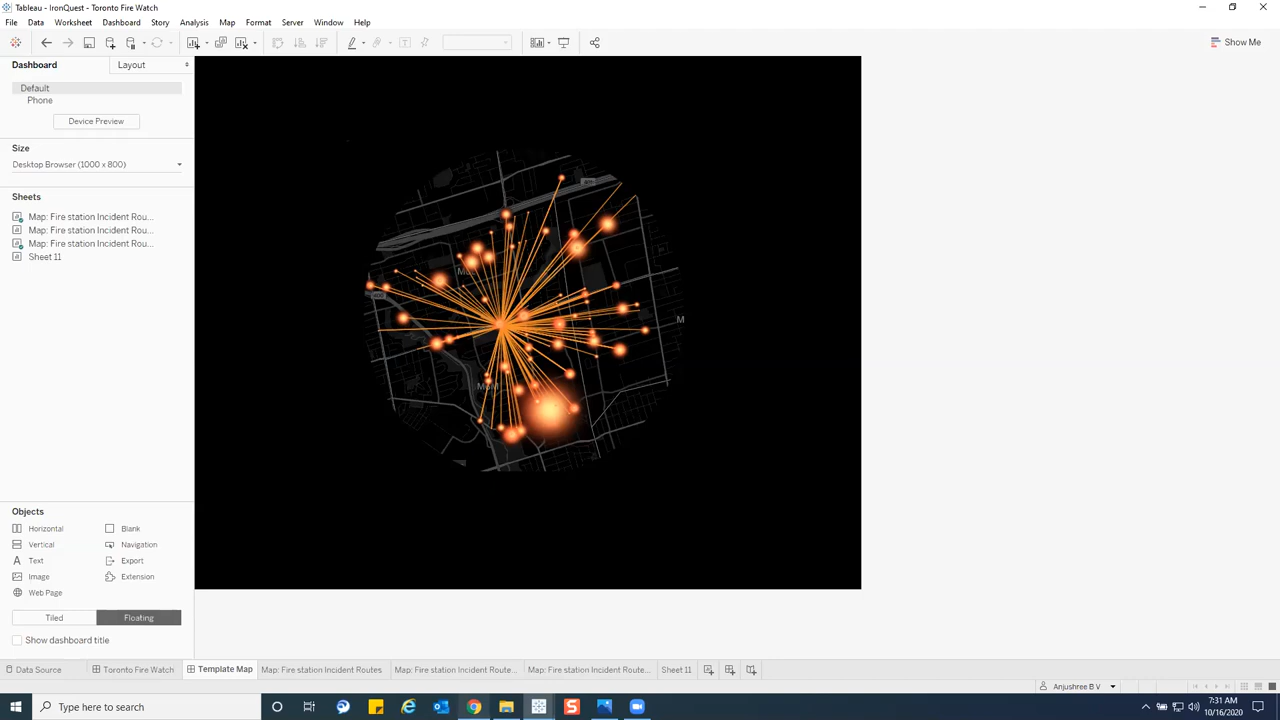 Tableau - IronQuest - Toronto Fire Watch
File Data Worksheet Dashboard Story Analysis Map Format Server Window Help
Show Me
Dashboard Layout
Default
Phone
Device Preview
Size
Desktop Browser (1000 x 800)
Sheets
Map: Fire station Incident Rou...
Map: Fire station Incident Rou...
Map: Fire station Incident Rou...
Sheet 11
Objects
Horizontal Blank
Vertical Navigation
Text Export
Image Extension
Web Page
Tiled Floating
Show dashboard title
Data Source Toronto Fire Watch Template Map Map: Fire station Incident Routes Map: Fire station Incident Route... Map: Fire station Incident Route... Sheet 11
Anjushree B V
Type here to search
7:31 AM
10/16/2020